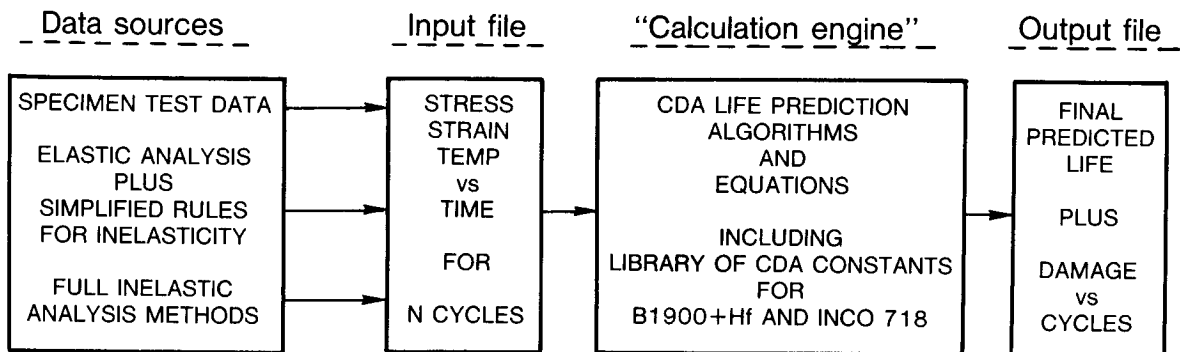 Data sources
Input file
“Calculation engine”
Output file
SPECIMEN TEST DATA
ELASTIC ANALYSIS
PLUS
SIMPLIFIED RULES
FOR INELASTICITY
FULL INELASTIC
ANALYSIS METHODS
STRESS
STRAIN
TEMP
vs
TIME
FOR
N CYCLES
CDA LIFE PREDICTION
ALGORITHMS
AND
EQUATIONS
INCLUDING
LIBRARY OF CDA CONSTANTS
FOR
B1900+Hf AND INCO 718
FINAL
PREDICTED
LIFE
PLUS
DAMAGE
vs
CYCLES